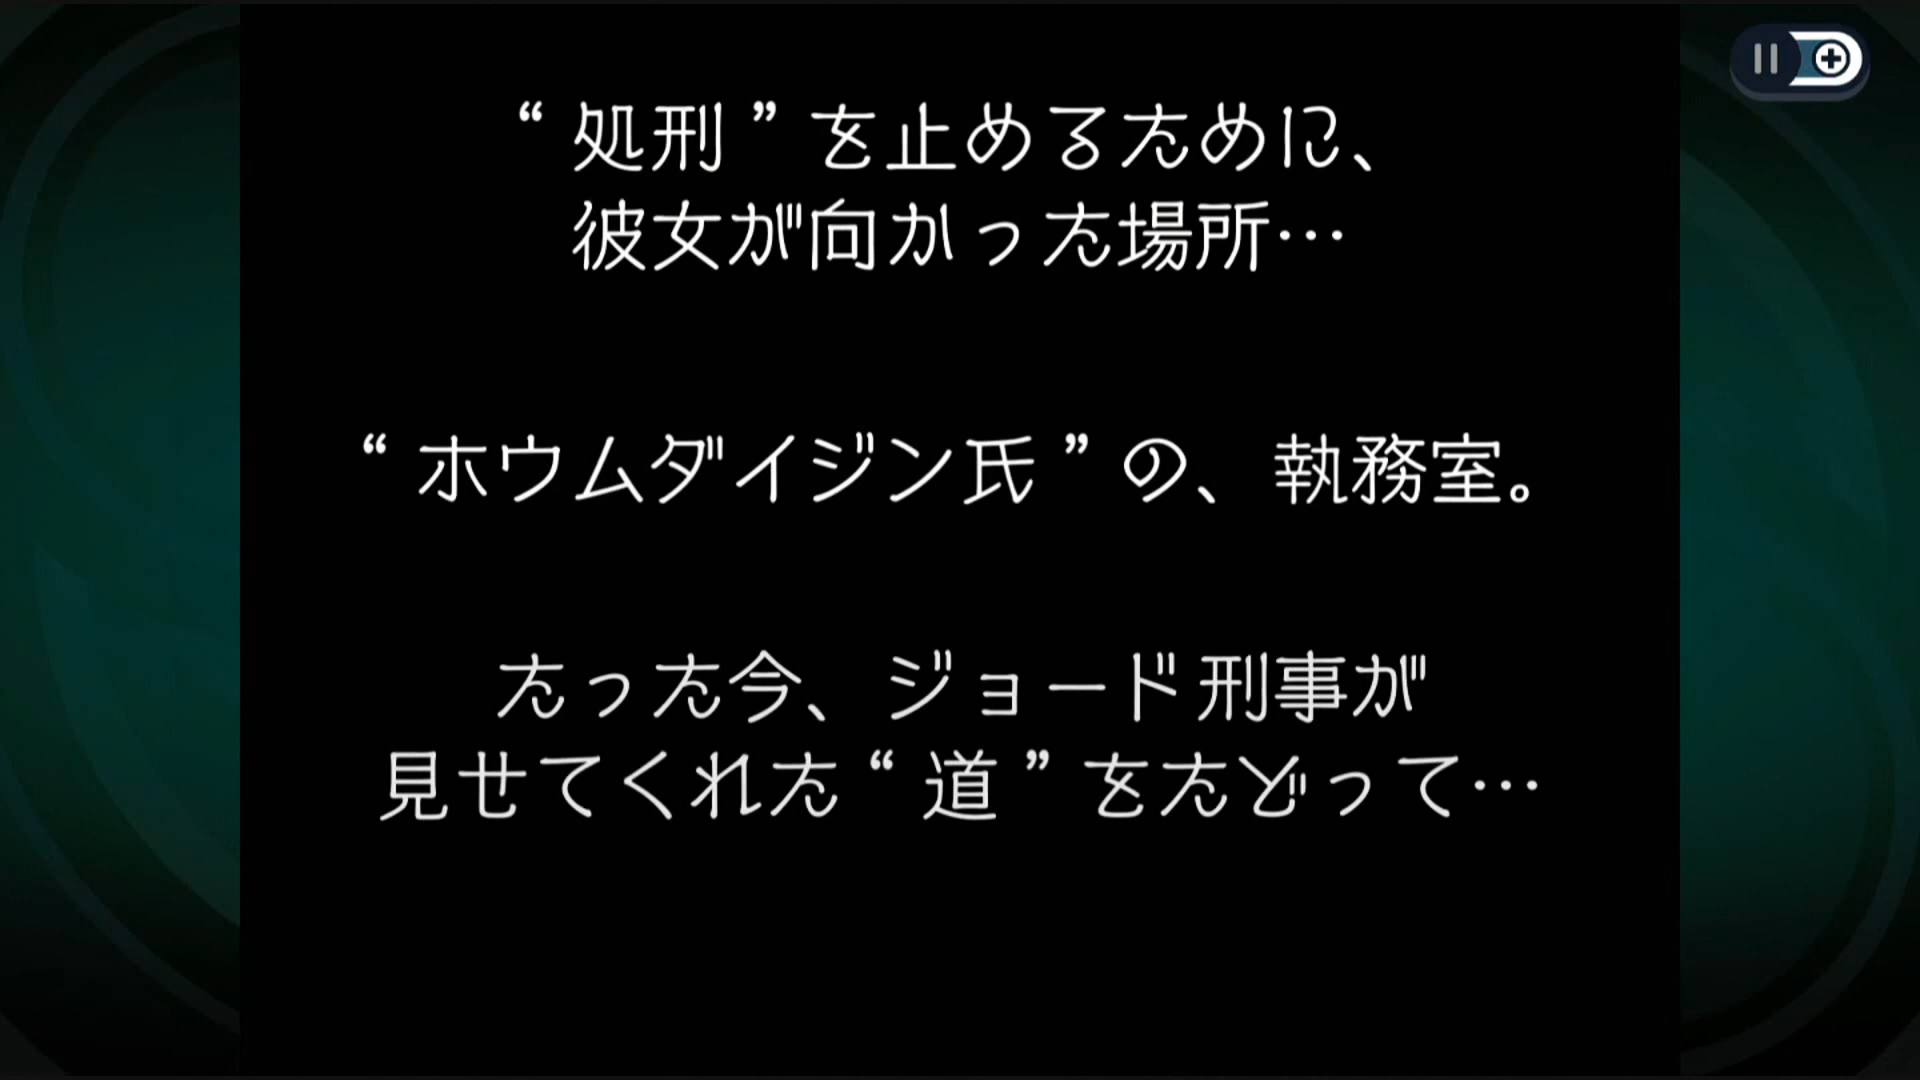 “処刑”を止めるために、
彼女が向かった場所…
“ホウムダイジン氏”の、執務室。
たった今、ジョード刑事が
見せてくれた“道”をたどって…